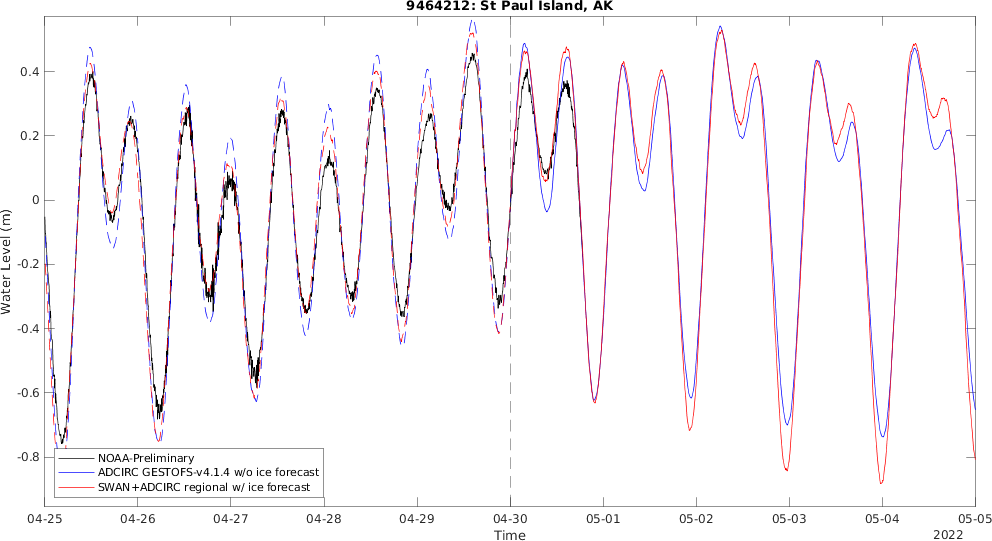 9464212: St Paul Island, AK
Water Level (m)
0.4
0.2
0
-0.2
-0.4
-0.6
-0.8
NOAA-Preliminary
ADCIRC GESTOFS-v4.1.4 w/o ice forecast
SWAN+ADCIRC regional w/ ice forecast
04-25 04-26 04-27 04-28 04-29 04-30 05-01 05-02 05-03 05-04 05-05
Time
2022